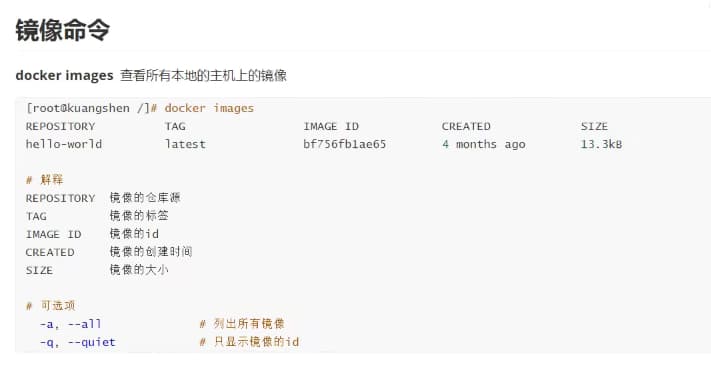 镜像命令
docker images 查看所有本地的主机上的镜像
[root@kuangshen /]# docker images
REPOSITORY TAG IMAGE ID CREATED SIZE
hello-world latest bf756fb1ae65 4 months ago 13.3kB
# 解释
REPOSITORY 镜像的仓库源
TAG 镜像的标签
IMAGE ID 镜像的id
CREATED 镜像的创建时间
SIZE 镜像的大小
# 可选项
-a, --all # 列出所有镜像
-q, --quiet # 只显示镜像的id